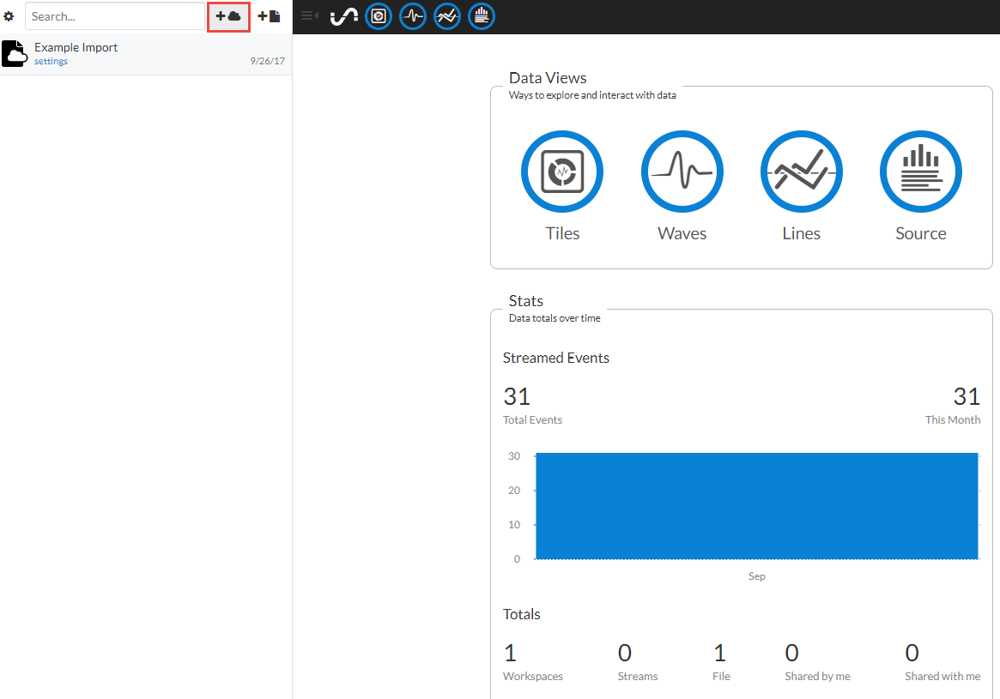 Search...
Example Import
settings
9/26/17
Data Views
Ways to explore and interact with data
Tiles Waves Lines Source
Stats
Data totals over time
Streamed Events
31 31
Total Events This Month
30
20
10
0
Sep
Totals
1 0 1 0 0
Workspaces Streams File Shared by me Shared with me